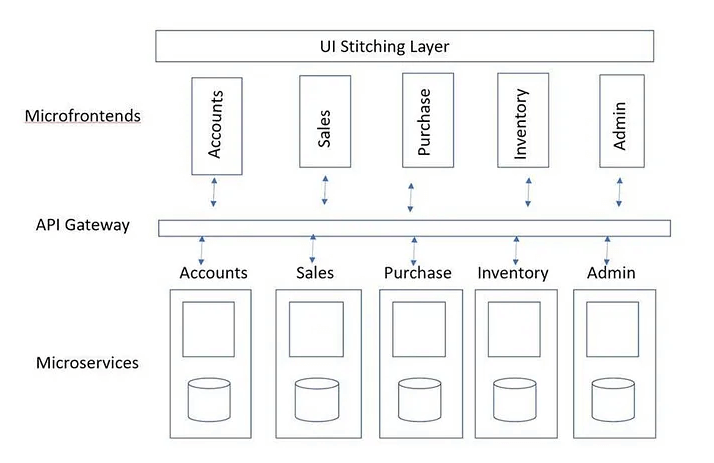 UI Stitching Layer
Microfrontends
Accounts
Sales
Purchase
Inventory
Admin
API Gateway
Accounts
Sales
Purchase
Inventory
Admin
Microservices